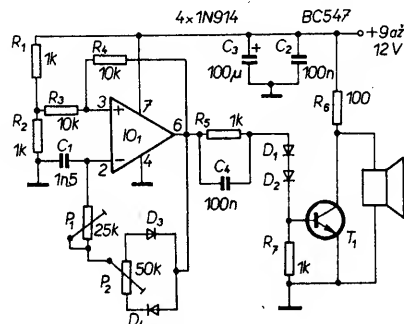 4x1N914
BC547
+9až
12V
R1
1k
R4
10k
C3
+
100µ
C2
100n
R6
100
R3
10k
3
+
7
IO1
6
R5
1k
D1
D2
R2
1k
C1
1n5
2
−
4
C4
100n
T1
P1
25k
D3
P2
50k
R7
1k
D4